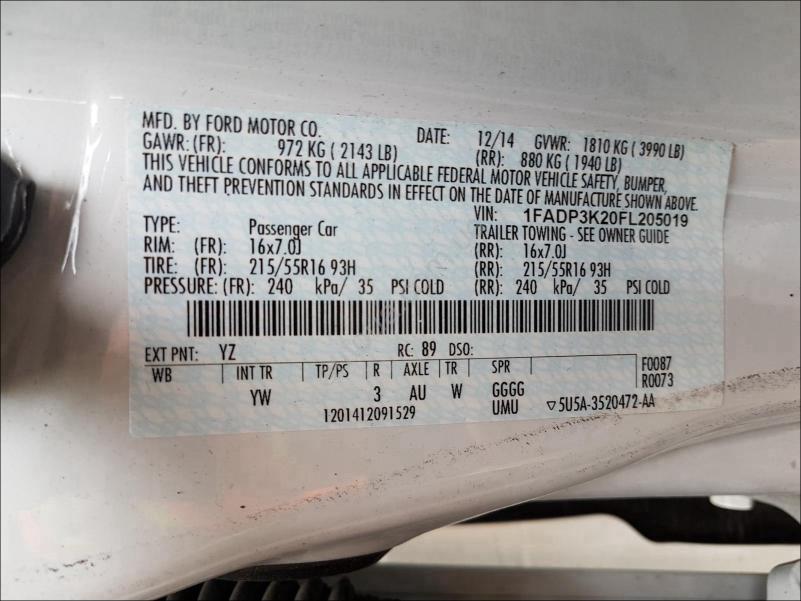 MFD. BY FORD MOTOR CO. DATE: 12/14 GVWR: 1810 KG ( 3990 LB)
GAWR: (FR): 972 KG ( 2143 LB) (RR): 880 KG ( 1940 LB)
THIS VEHICLE CONFORMS TO ALL APPLICABLE FEDERAL MOTOR VEHICLE SAFETY, BUMPER,
AND THEFT PREVENTION STANDARDS IN EFFECT ON THE DATE OF MANUFACTURE SHOWN ABOVE.
VIN: 1FADP3K20FL205019
TYPE: Passenger Car TRAILER TOWING - SEE OWNER GUIDE
RIM: (FR): 16x7.0J (RR): 16x7.0J
TIRE: (FR): 215/55R16 93H (RR): 215/55R16 93H
PRESSURE: (FR): 240 kPa/ 35 PSI COLD (RR): 240 kPa/ 35 PSI COLD
EXT PNT: YZ RC: 89 DSO: F0087
WB INT TR TP/PS R AXLE TR SPR R0073
YW 3 AU W GGGG
1201412091529 UMU ▽5U5A-3520472-AA